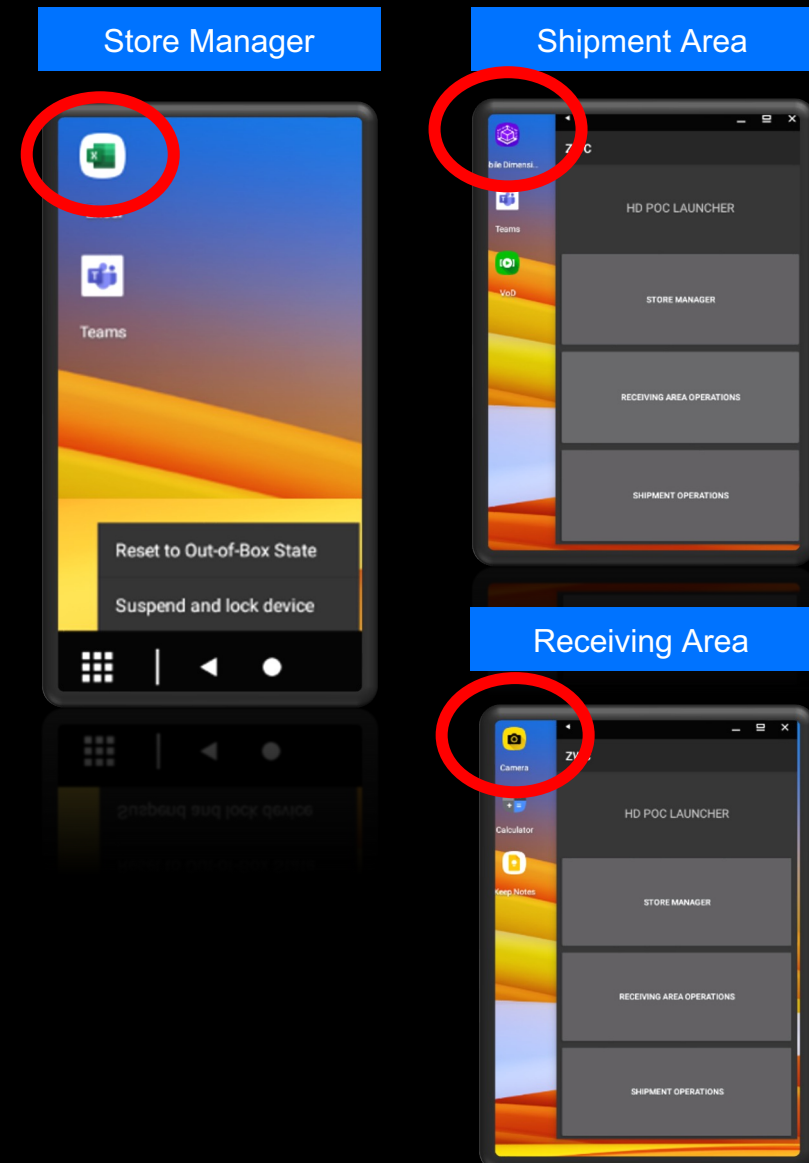 Store Manager
Teams
Reset to Out-of-Box State
Suspend and lock device
Shipment Area
bile Dimensi..
Teams
VoD
HD POC LAUNCHER
STORE MANAGER
RECEIVING AREA OPERATIONS
SHIPMENT OPERATIONS
Receiving Area
Camera
Calculator
Keep Notes
HD POC LAUNCHER
STORE MANAGER
RECEIVING AREA OPERATIONS
SHIPMENT OPERATIONS